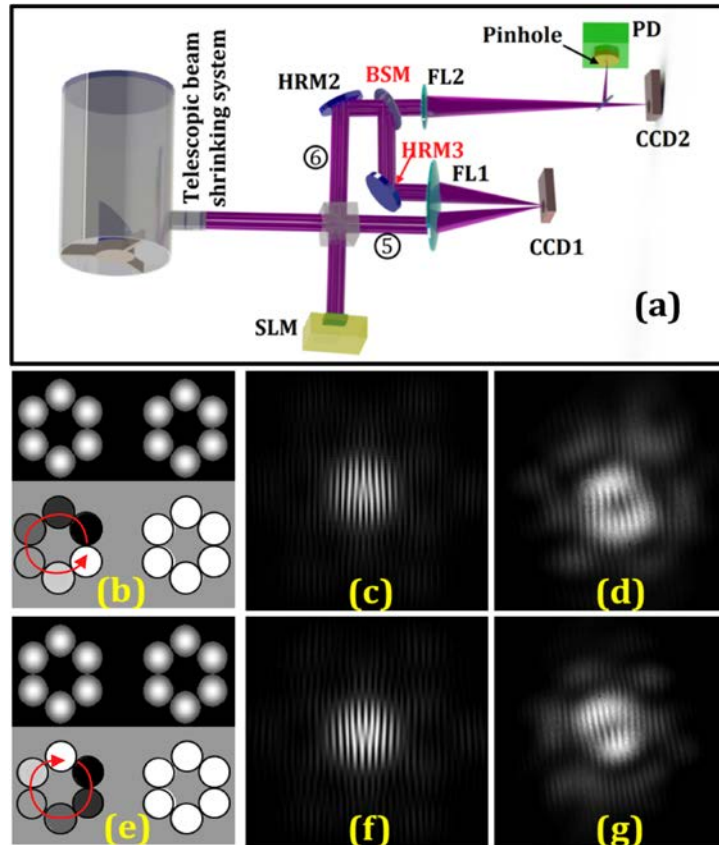 Telescopic beam
shrinking system
HRM2
BSM
FL2
Pinhole
PD
CCD2
⑥
HRM3
FL1
⑤
CCD1
SLM
(a)
(b)
(c)
(d)
(e)
(f)
(g)